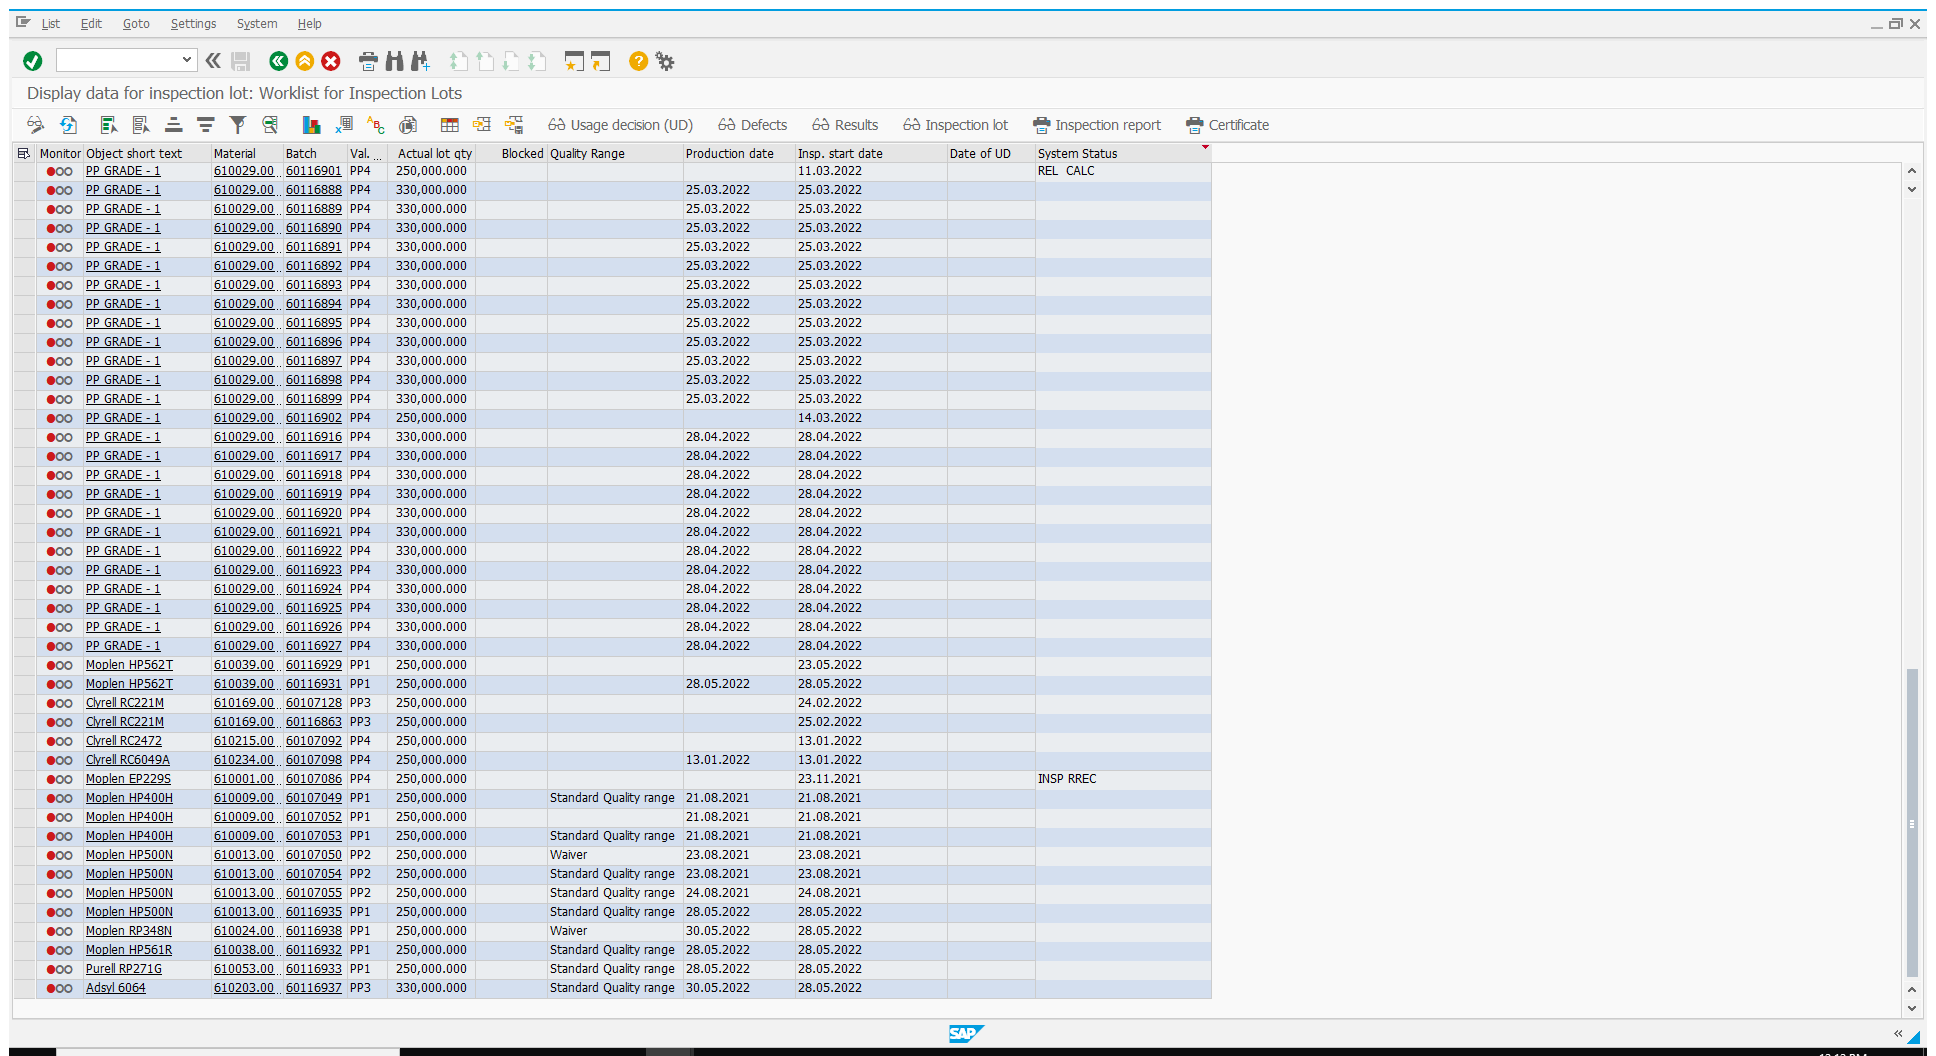 List Edit Goto Settings System Help
Display data for inspection lot: Worklist for Inspection Lots
Usage decision (UD) Defects Results Inspection lot Inspection report Certificate
Monitor Object short text Material Batch Val. ... Actual lot qty Blocked Quality Range Production date Insp. start date Date of UD System Status
PP GRADE - 1 610029.00.. 60116901 PP4 250,000.000 11.03.2022 REL CALC
PP GRADE - 1 610029.00.. 60116888 PP4 330,000.000 25.03.2022 25.03.2022
PP GRADE - 1 610029.00.. 60116889 PP4 330,000.000 25.03.2022 25.03.2022
PP GRADE - 1 610029.00.. 60116890 PP4 330,000.000 25.03.2022 25.03.2022
PP GRADE - 1 610029.00.. 60116891 PP4 330,000.000 25.03.2022 25.03.2022
PP GRADE - 1 610029.00.. 60116892 PP4 330,000.000 25.03.2022 25.03.2022
PP GRADE - 1 610029.00.. 60116893 PP4 330,000.000 25.03.2022 25.03.2022
PP GRADE - 1 610029.00.. 60116894 PP4 330,000.000 25.03.2022 25.03.2022
PP GRADE - 1 610029.00.. 60116895 PP4 330,000.000 25.03.2022 25.03.2022
PP GRADE - 1 610029.00.. 60116896 PP4 330,000.000 25.03.2022 25.03.2022
PP GRADE - 1 610029.00.. 60116897 PP4 330,000.000 25.03.2022 25.03.2022
PP GRADE - 1 610029.00.. 60116898 PP4 330,000.000 25.03.2022 25.03.2022
PP GRADE - 1 610029.00.. 60116899 PP4 330,000.000 25.03.2022 25.03.2022
PP GRADE - 1 610029.00.. 60116902 PP4 250,000.000 14.03.2022
PP GRADE - 1 610029.00.. 60116916 PP4 330,000.000 28.04.2022 28.04.2022
PP GRADE - 1 610029.00.. 60116917 PP4 330,000.000 28.04.2022 28.04.2022
PP GRADE - 1 610029.00.. 60116918 PP4 330,000.000 28.04.2022 28.04.2022
PP GRADE - 1 610029.00.. 60116919 PP4 330,000.000 28.04.2022 28.04.2022
PP GRADE - 1 610029.00.. 60116920 PP4 330,000.000 28.04.2022 28.04.2022
PP GRADE - 1 610029.00.. 60116921 PP4 330,000.000 28.04.2022 28.04.2022
PP GRADE - 1 610029.00.. 60116922 PP4 330,000.000 28.04.2022 28.04.2022
PP GRADE - 1 610029.00.. 60116923 PP4 330,000.000 28.04.2022 28.04.2022
PP GRADE - 1 610029.00.. 60116924 PP4 330,000.000 28.04.2022 28.04.2022
PP GRADE - 1 610029.00.. 60116925 PP4 330,000.000 28.04.2022 28.04.2022
PP GRADE - 1 610029.00.. 60116926 PP4 330,000.000 28.04.2022 28.04.2022
PP GRADE - 1 610029.00.. 60116927 PP4 330,000.000 28.04.2022 28.04.2022
Moplen HP562T 610039.00.. 60116929 PP1 250,000.000 23.05.2022
Moplen HP562T 610039.00.. 60116931 PP1 250,000.000 28.05.2022 28.05.2022
Clyrell RC221M 610169.00.. 60107128 PP3 250,000.000 24.02.2022
Clyrell RC221M 610169.00.. 60116863 PP3 250,000.000 25.02.2022
Clyrell RC2472 610215.00.. 60107092 PP4 250,000.000 13.01.2022
Clyrell RC6049A 610234.00.. 60107098 PP4 250,000.000 13.01.2022 13.01.2022
Moplen EP229S 610001.00.. 60107086 PP4 250,000.000 23.11.2021 INSP RREC
Moplen HP400H 610009.00.. 60107049 PP1 250,000.000 Standard Quality range 21.08.2021 21.08.2021
Moplen HP400H 610009.00.. 60107052 PP1 250,000.000 21.08.2021 21.08.2021
Moplen HP400H 610009.00.. 60107053 PP1 250,000.000 Standard Quality range 21.08.2021 21.08.2021
Moplen HP500N 610013.00.. 60107050 PP2 250,000.000 Waiver 23.08.2021 23.08.2021
Moplen HP500N 610013.00.. 60107054 PP2 250,000.000 Standard Quality range 23.08.2021 23.08.2021
Moplen HP500N 610013.00.. 60107055 PP2 250,000.000 Standard Quality range 24.08.2021 24.08.2021
Moplen HP500N 610013.00.. 60116935 PP1 250,000.000 Standard Quality range 28.05.2022 28.05.2022
Moplen RP348N 610024.00.. 60116938 PP1 250,000.000 Waiver 30.05.2022 28.05.2022
Moplen HP561R 610038.00.. 60116932 PP1 250,000.000 Standard Quality range 28.05.2022 28.05.2022
Purell RP271G 610053.00.. 60116933 PP1 250,000.000 Standard Quality range 28.05.2022 28.05.2022
Adsyl 6064 610203.00.. 60116937 PP3 330,000.000 Standard Quality range 30.05.2022 28.05.2022
SAP